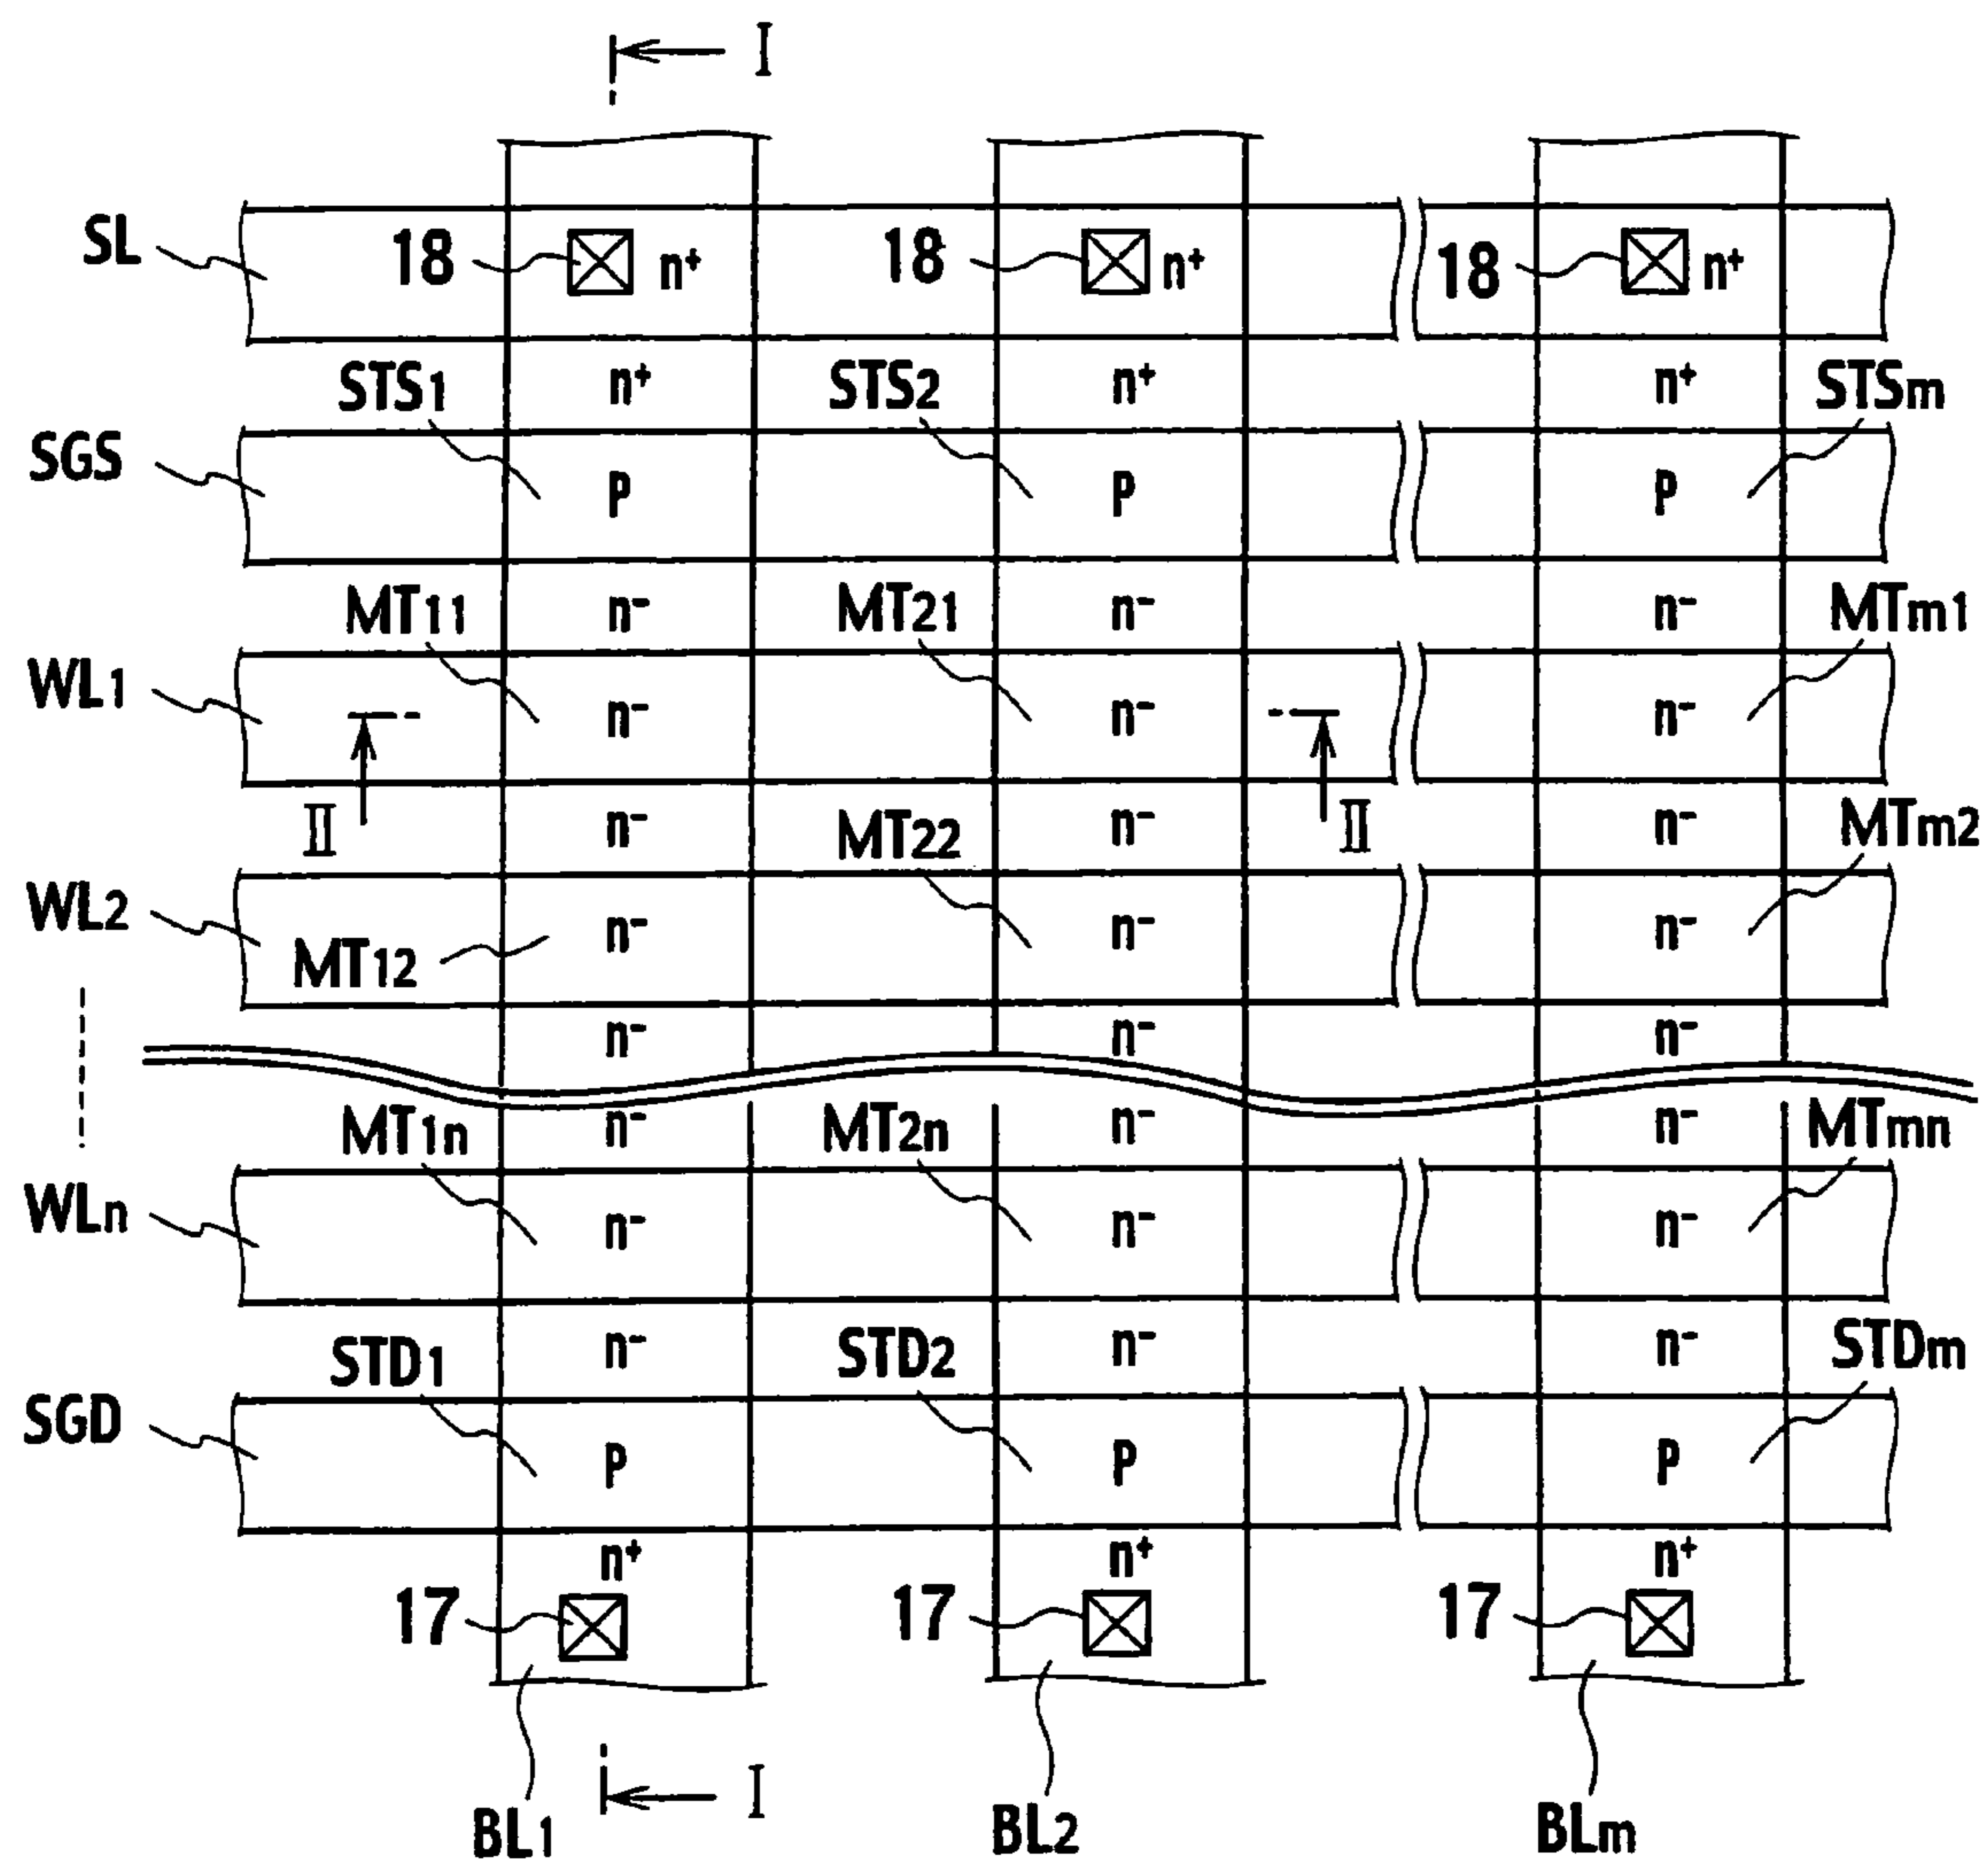 I
SL 18 n+ 18 n+ 18 n+
STS1 n+ STS2 n+ n+ STSm
SGS P P P
MT11 n- MT21 n- n- MTm1
WL1 n- n- n-
II n- MT22 n- II n- MTm2
WL2 MT12 n- n- n-
n- n- n-
MT1n n- MT2n n- n- MTmn
WLn n- n- n-
STD1 n- STD2 n- n- STDm
SGD P P P
n+ n+ n+
17 17 17
I
BL1 BL2 BLm